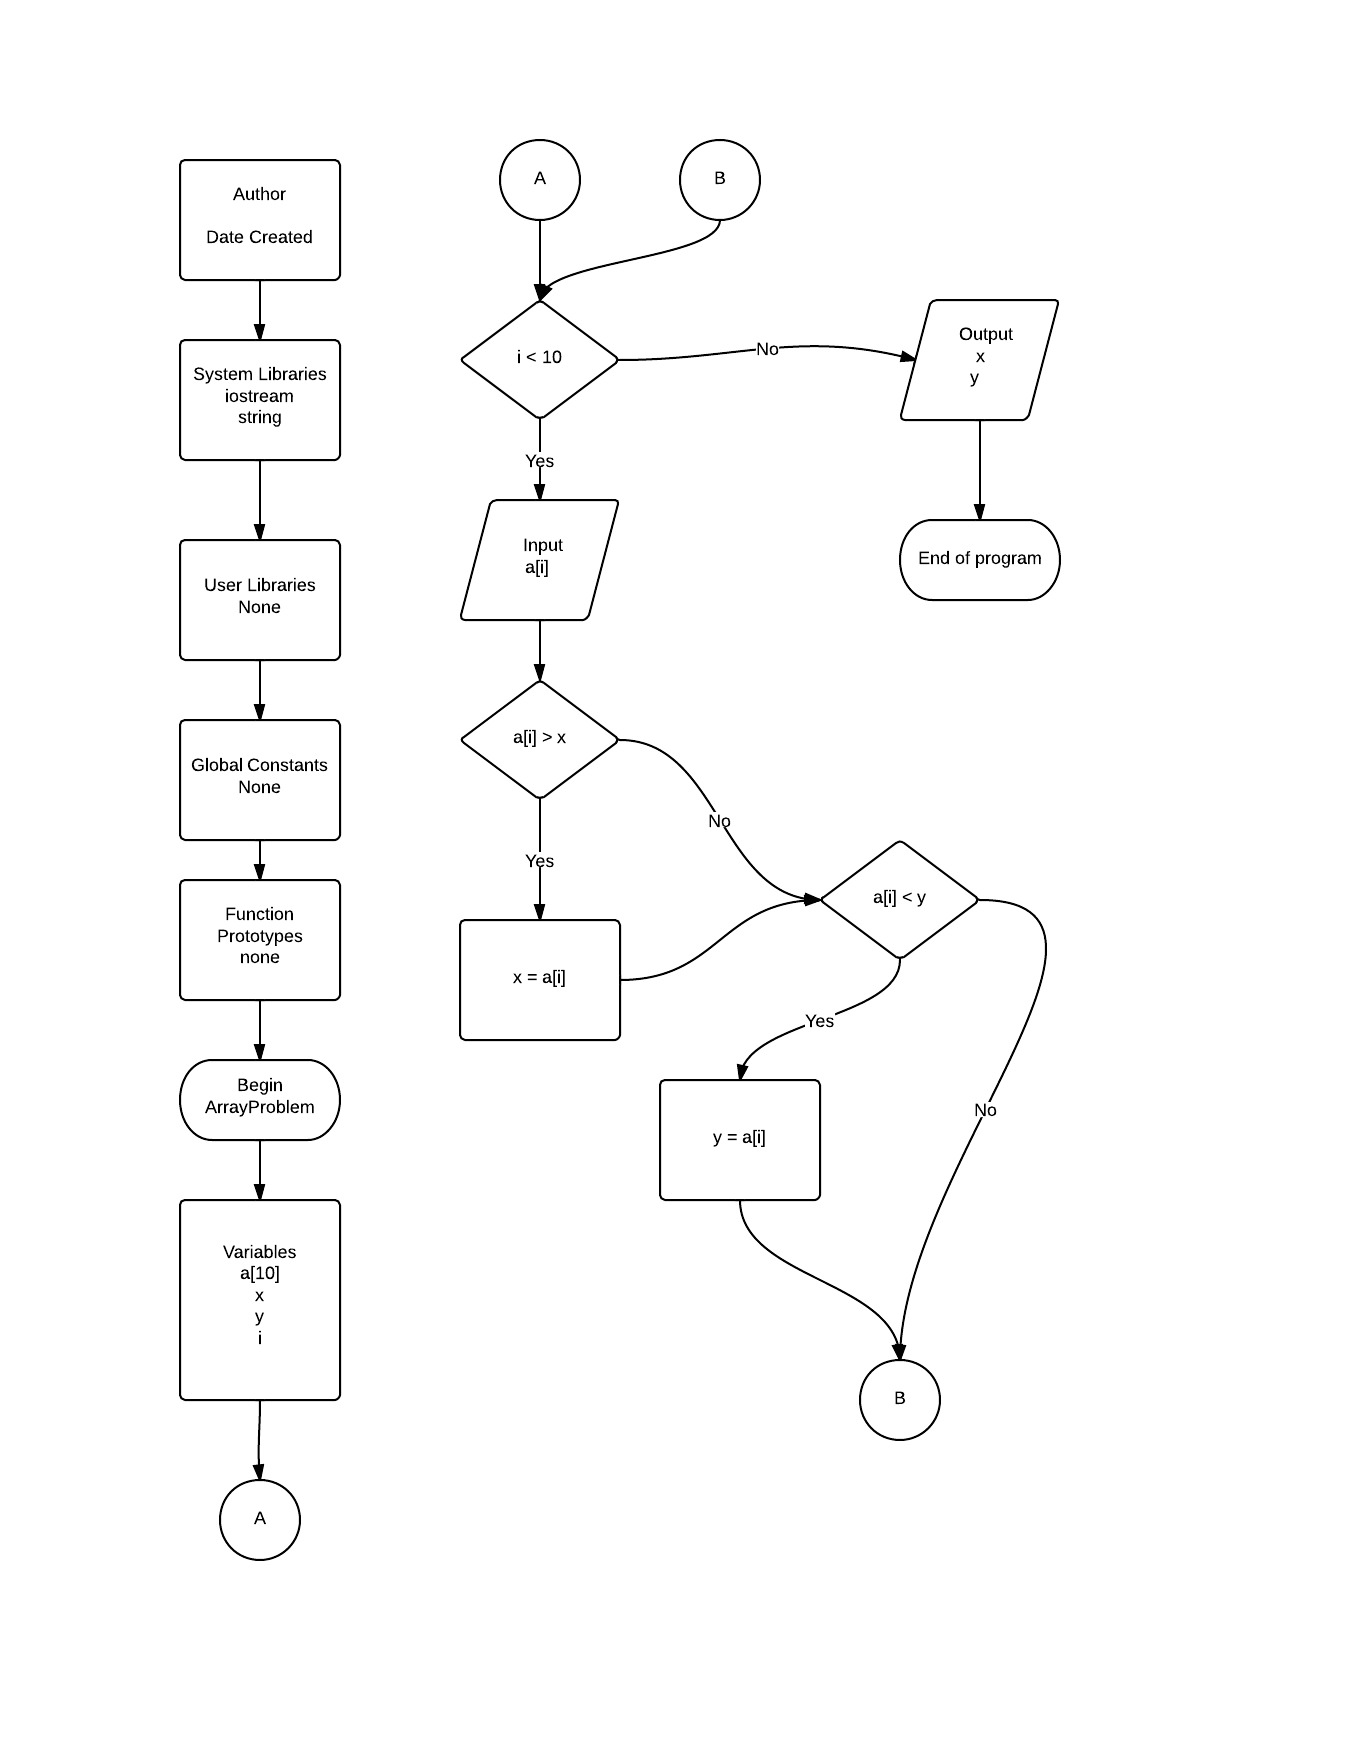 Author
Date Created
System Libraries
iostream
string
User Libraries
None
Global Constants
None
Function
Prototypes
none
Begin
ArrayProblem
Variables
a[10]
x
y
i
A
A
B
i < 10
No
Output
x
y
Yes
End of program
Input
a[i]
a[i] > x
No
Yes
a[i] < y
x = a[i]
Yes
No
y = a[i]
B